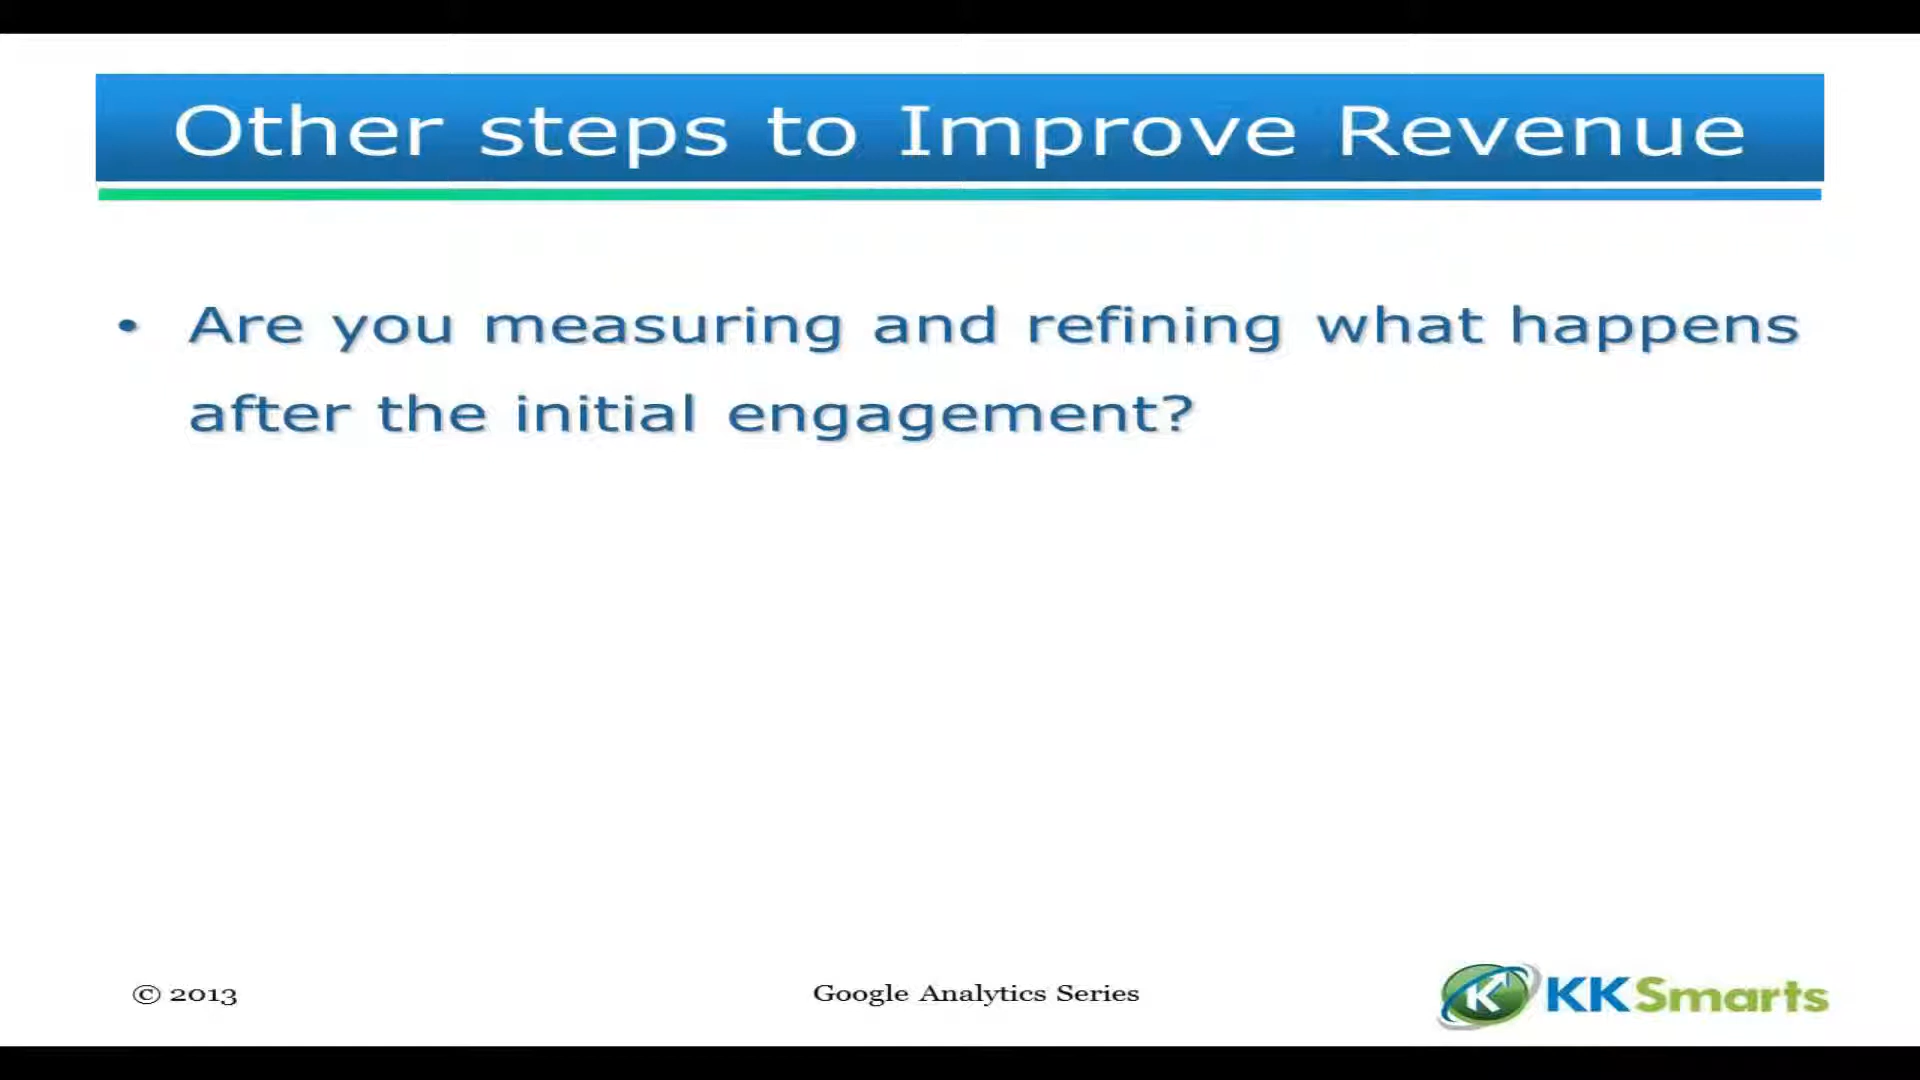 Other steps to Improve Revenue
• Are you measuring and refining what happens
after the initial engagement?
© 2013
Google Analytics Series
K KKSmarts